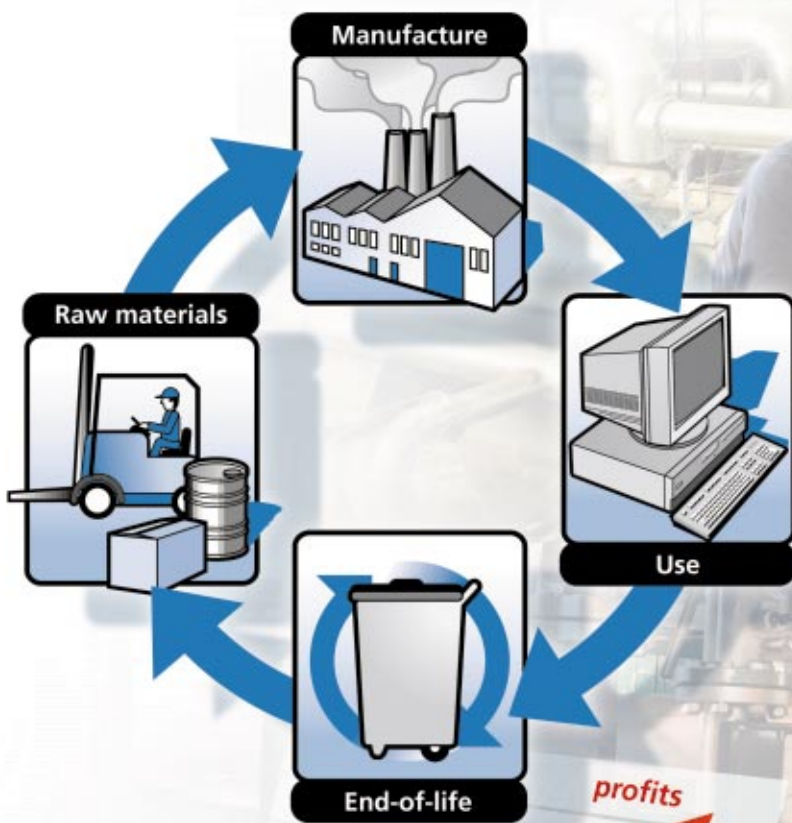 Manufacture
Raw materials
Use
End-of-life
profits